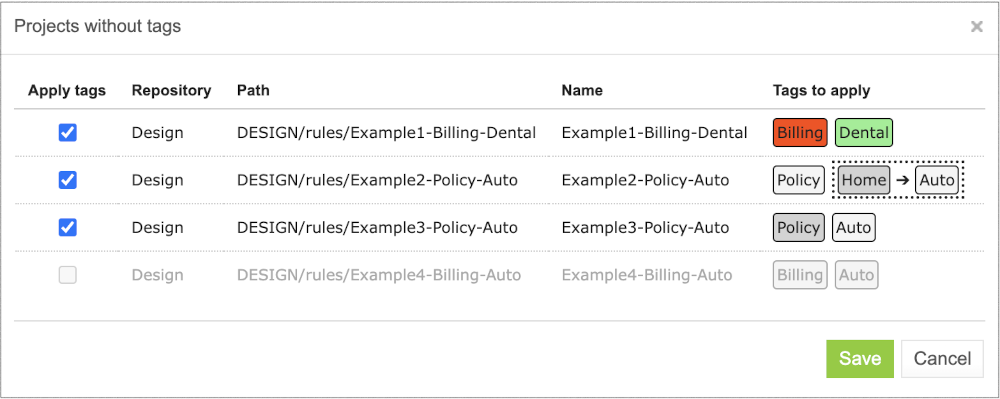 Projects without tags ×
Apply tags Repository Path Name Tags to apply
Design DESIGN/rules/Example1-Billing-Dental Example1-Billing-Dental Billing Dental
Design DESIGN/rules/Example2-Policy-Auto Example2-Policy-Auto Policy Home → Auto
Design DESIGN/rules/Example3-Policy-Auto Example3-Policy-Auto Policy Auto
Design DESIGN/rules/Example4-Billing-Auto Example4-Billing-Auto Billing Auto
Save Cancel